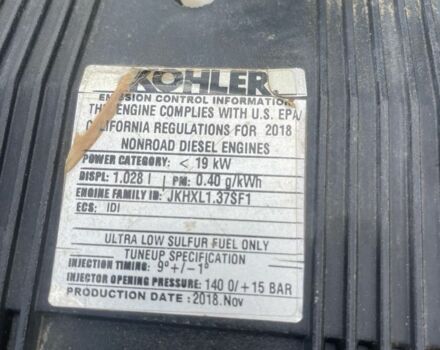 KOHLER
EMISSION CONTROL INFORMATION
THIS ENGINE COMPLIES WITH U.S. EPA/
CALIFORNIA REGULATIONS FOR 2018
NONROAD DIESEL ENGINES
POWER CATEGORY: < 19 kW
DISPL: 1.028 l | PM: 0.40 g/kWh
ENGINE FAMILY ID: JKHXL1.37SF1
ECS: IDI
ULTRA LOW SULFUR FUEL ONLY
TUNEUP SPECIFICATION
INJECTION TIMING: 9°+/-1°
INJECTOR OPENING PRESSURE: 140 0/+15 BAR
PRODUCTION DATE: 2018.Nov